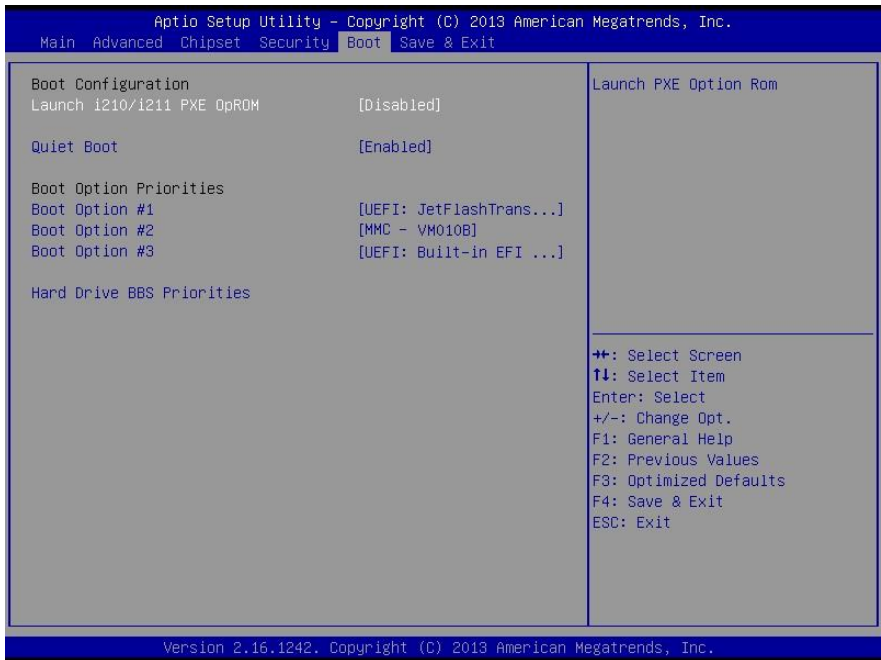 Aptio Setup Utility - Copyright (C) 2013 American Megatrends, Inc.
Main Advanced Chipset Security Boot Save & Exit
Boot Configuration
Launch i210/i211 PXE OpROM [Disabled]
Quiet Boot [Enabled]
Boot Option Priorities
Boot Option #1 [UEFI: JetFlashTrans...]
Boot Option #2 [MMC - VM010B]
Boot Option #3 [UEFI: Built-in EFI ...]
Hard Drive BBS Priorities
Launch PXE Option Rom
→←: Select Screen
↑↓: Select Item
Enter: Select
+/-: Change Opt.
F1: General Help
F2: Previous Values
F3: Optimized Defaults
F4: Save & Exit
ESC: Exit
Version 2.16.1242. Copyright (C) 2013 American Megatrends, Inc.